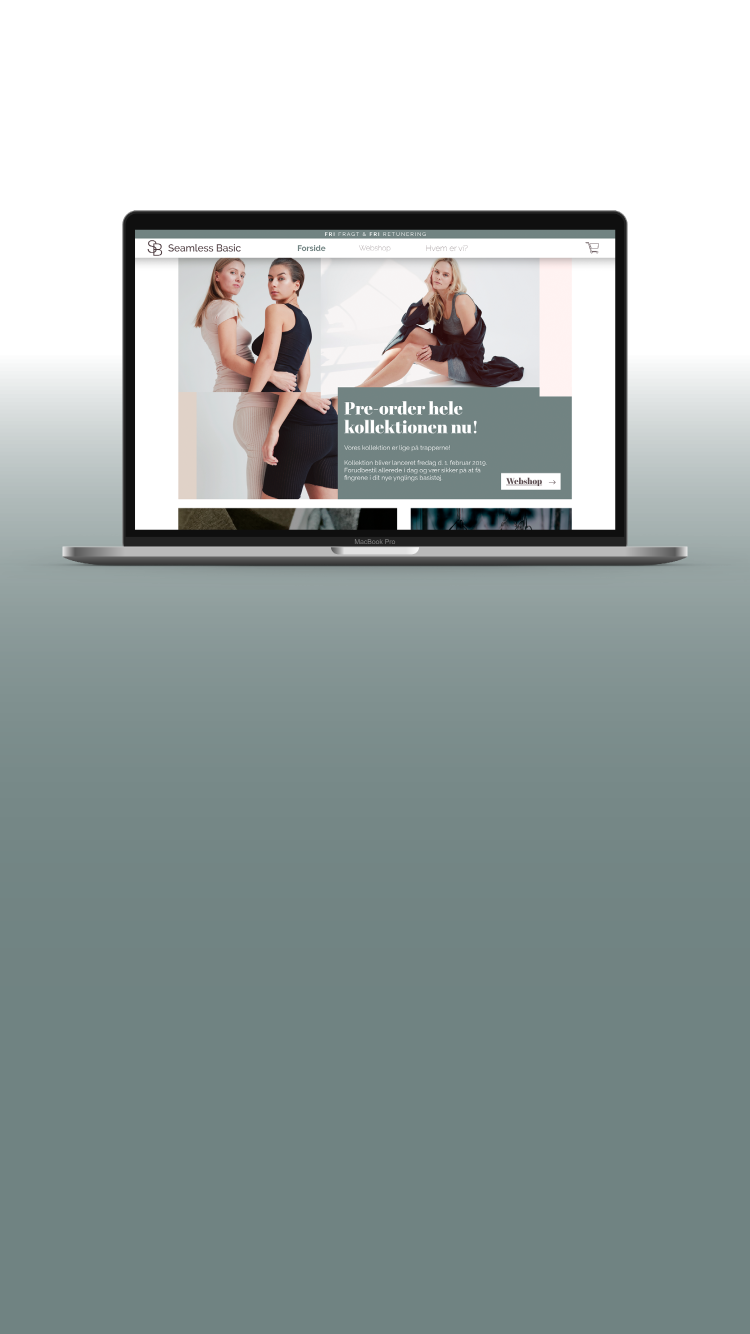 FRI FRAGT & FRI RETUNERING
SB Seamless Basic
Forside
Webshop
Hvem er vi?
Pre-order hele
kollektionen nu!
Vores kollektion er lige på trapperne!
Kollektion bliver lanceret fredag d. 1. februar 2019.
Forudbestil allerede i dag og vær sikker på at få
fingrene i dit nye ynglings basistøj.
Webshop →
MacBook Pro